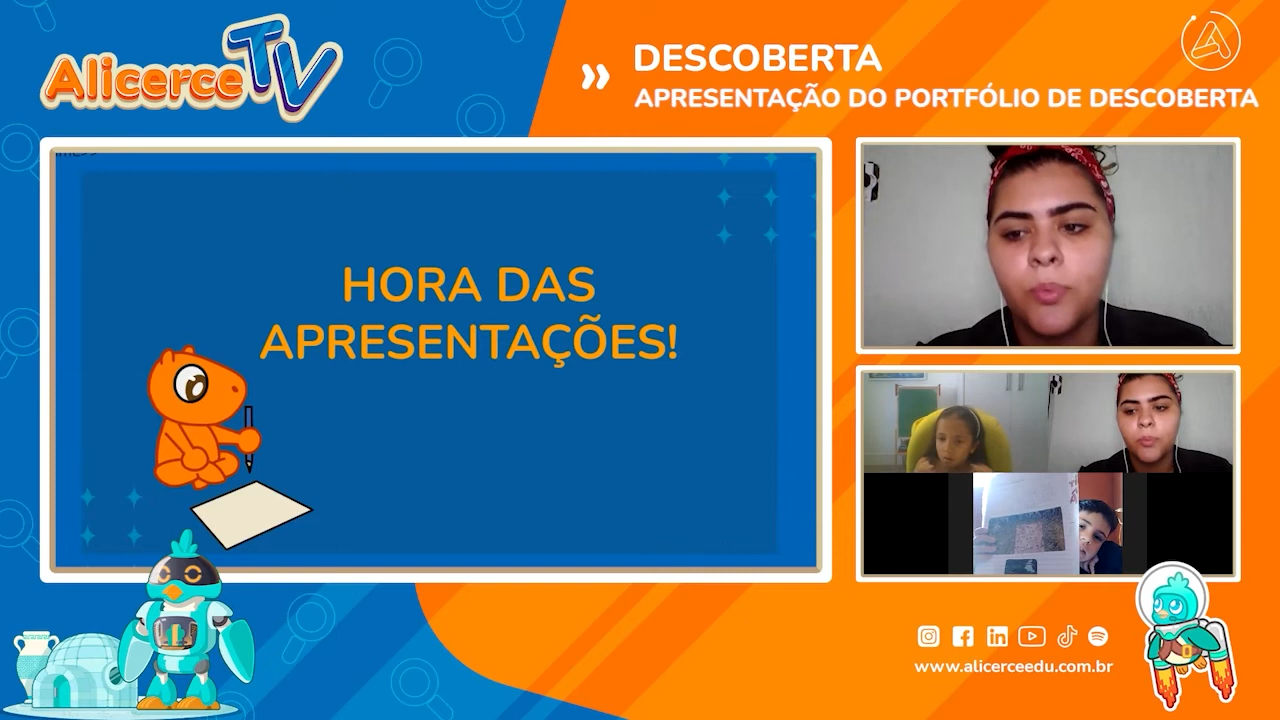 Alicerce TV
DESCOBERTA
APRESENTAÇÃO DO PORTFÓLIO DE DESCOBERTA
HORA DAS
APRESENTAÇÕES!
www.alicerceedu.com.br